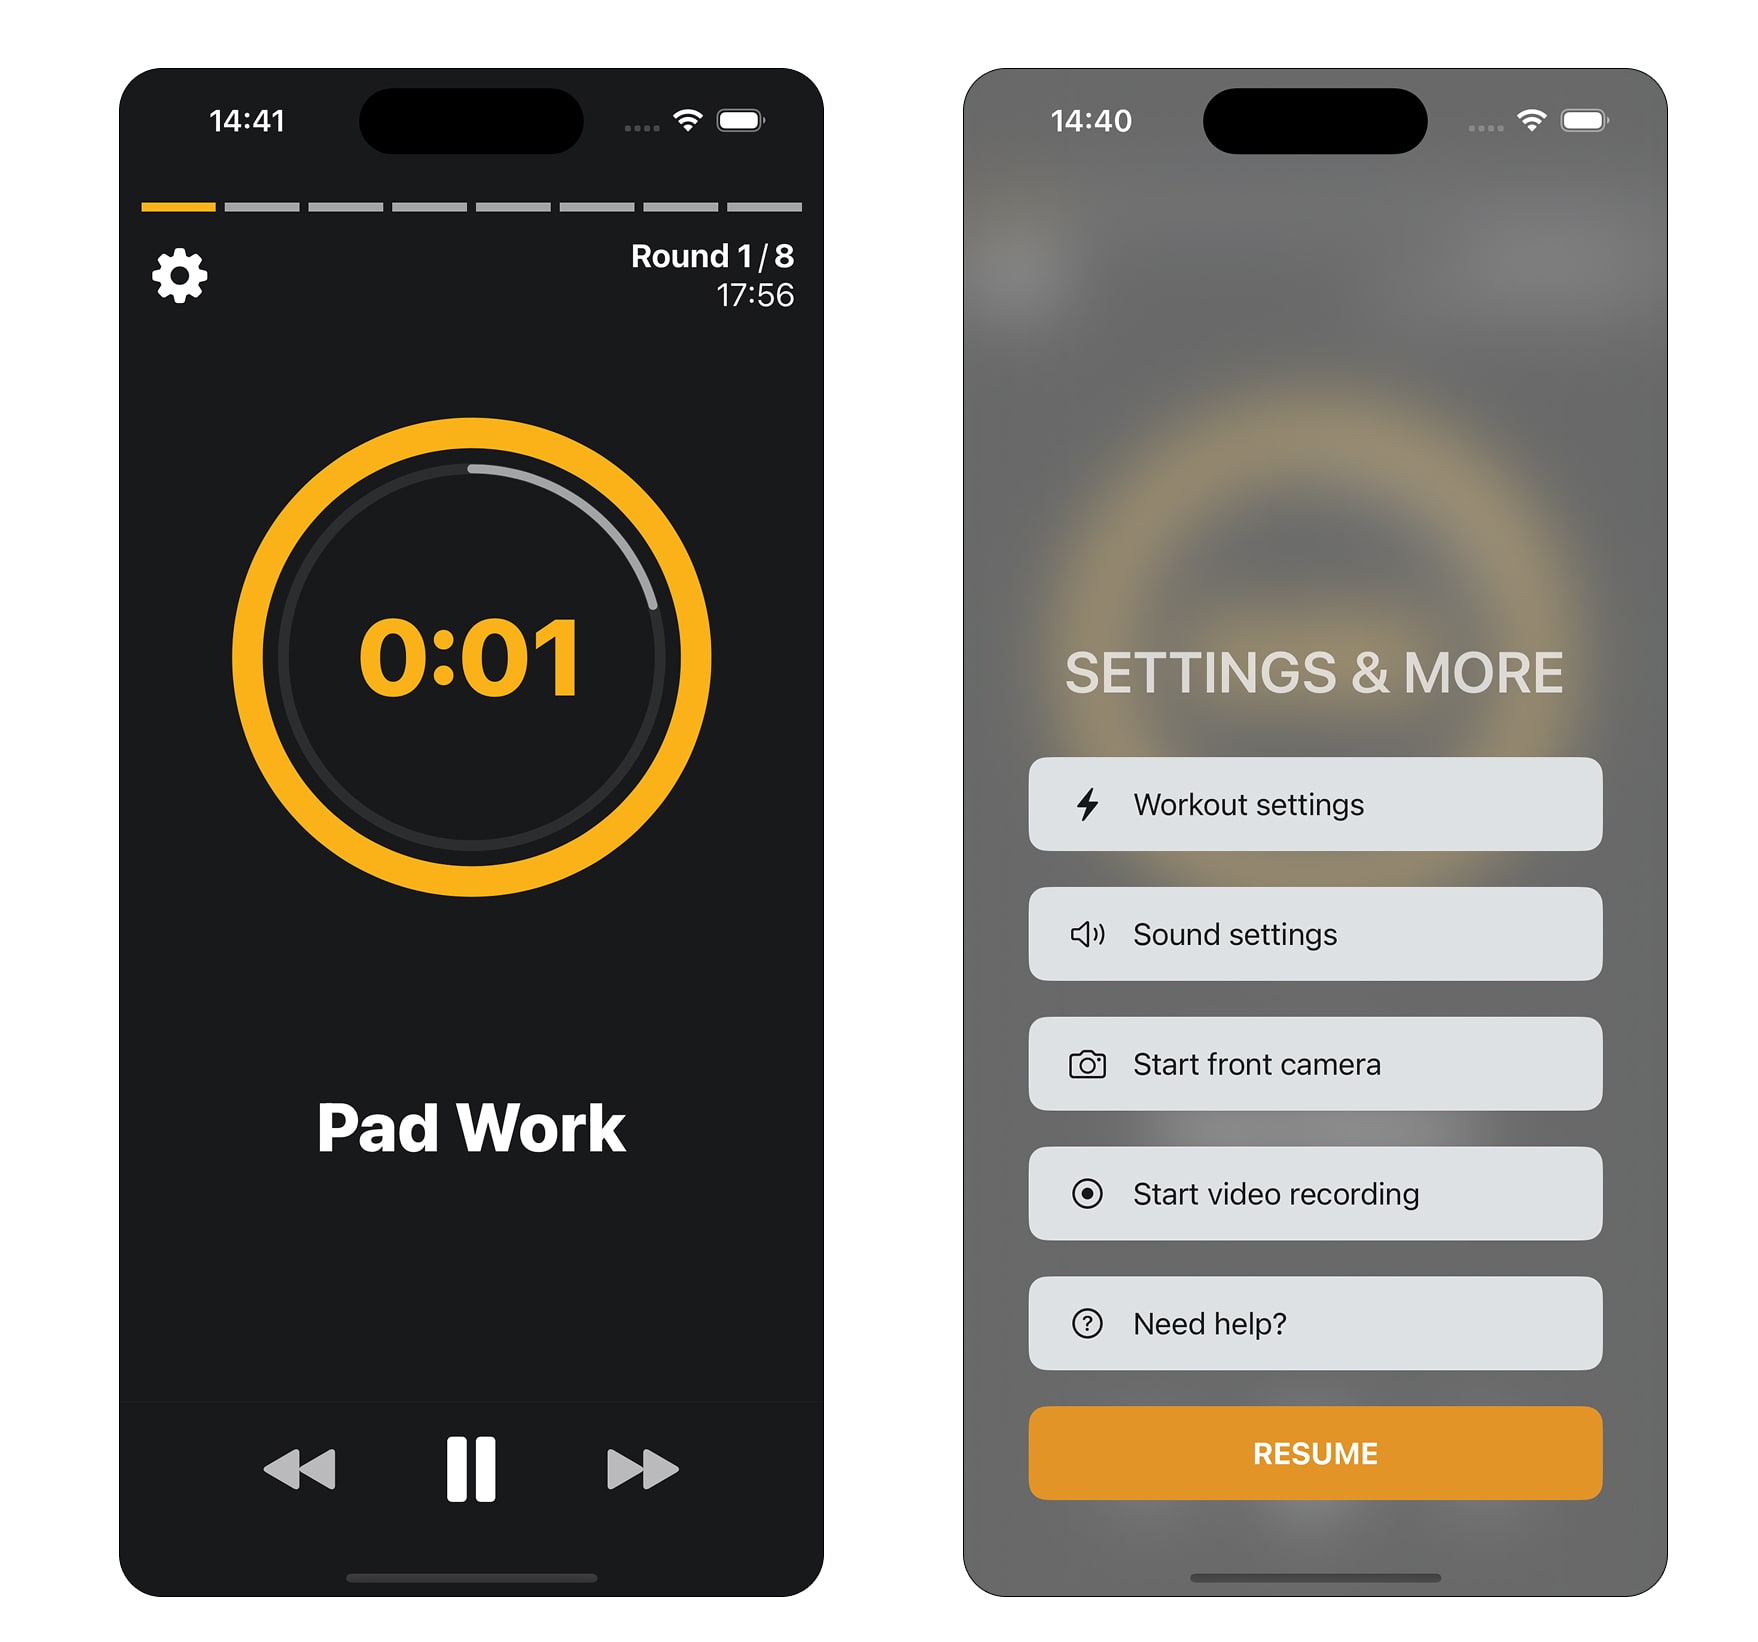 14:41
Round 1 / 8
17:56
0:01
Pad Work
14:40
SETTINGS & MORE
Workout settings
Sound settings
Start front camera
Start video recording
Need help?
RESUME